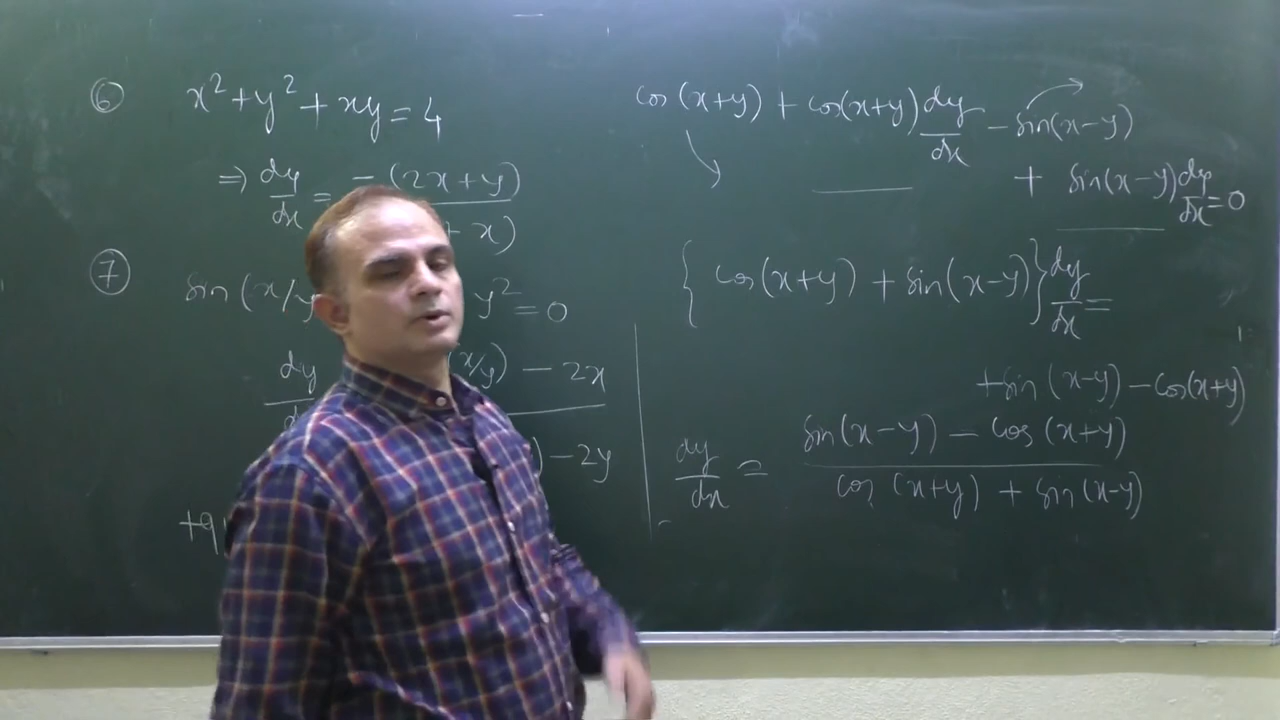 ⑥ x² + y² + xy = 4
⇒ dy/dx = -(2x+y)
x)
⑦ sin(x/y y² = 0
dy (x/y) - 2x
) - 2y
+9
cos(x+y) + cos(x+y) dy/dx - sin(x-y)
+ sin(x-y) dy/dx = 0
{ cos(x+y) + sin(x-y) } dy/dx =
+sin(x-y) - cos(x+y)
dy/dx = sin(x-y) - cos(x+y)
cos(x+y) + sin(x-y)